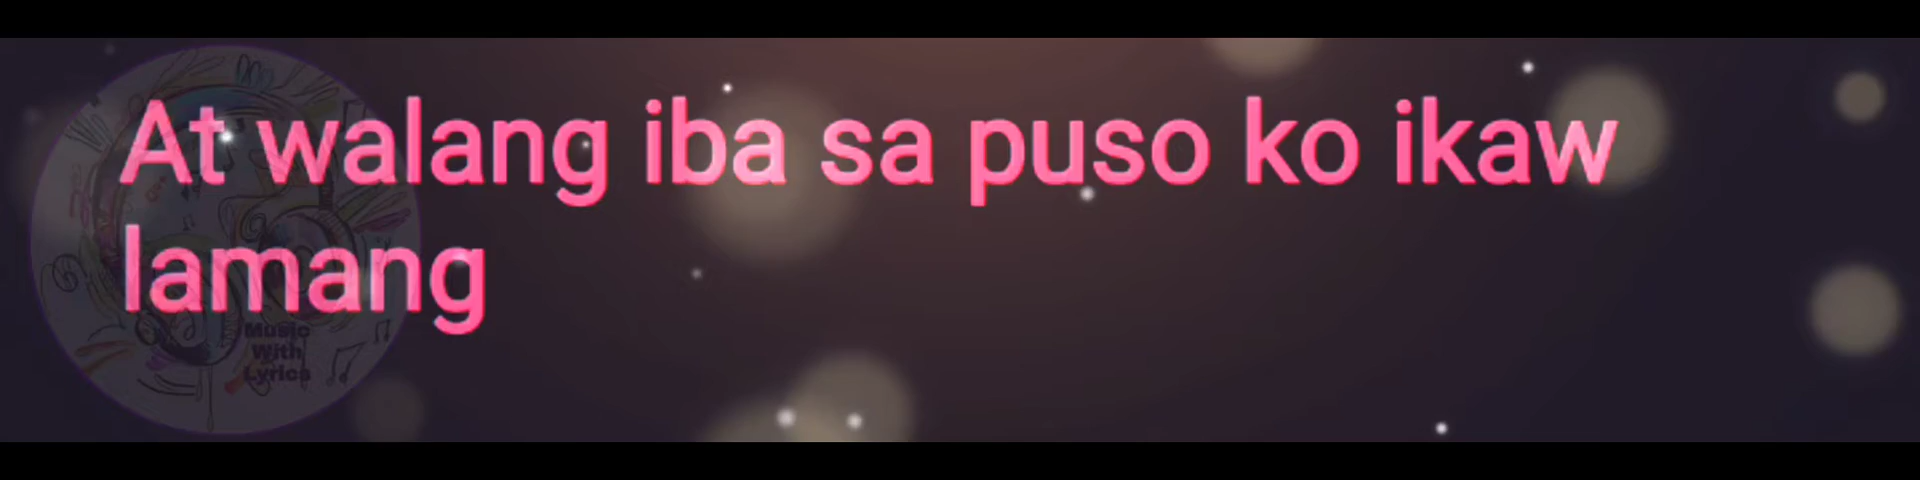 At walang iba sa puso ko ikaw
lamang
Music
With
Lyrics